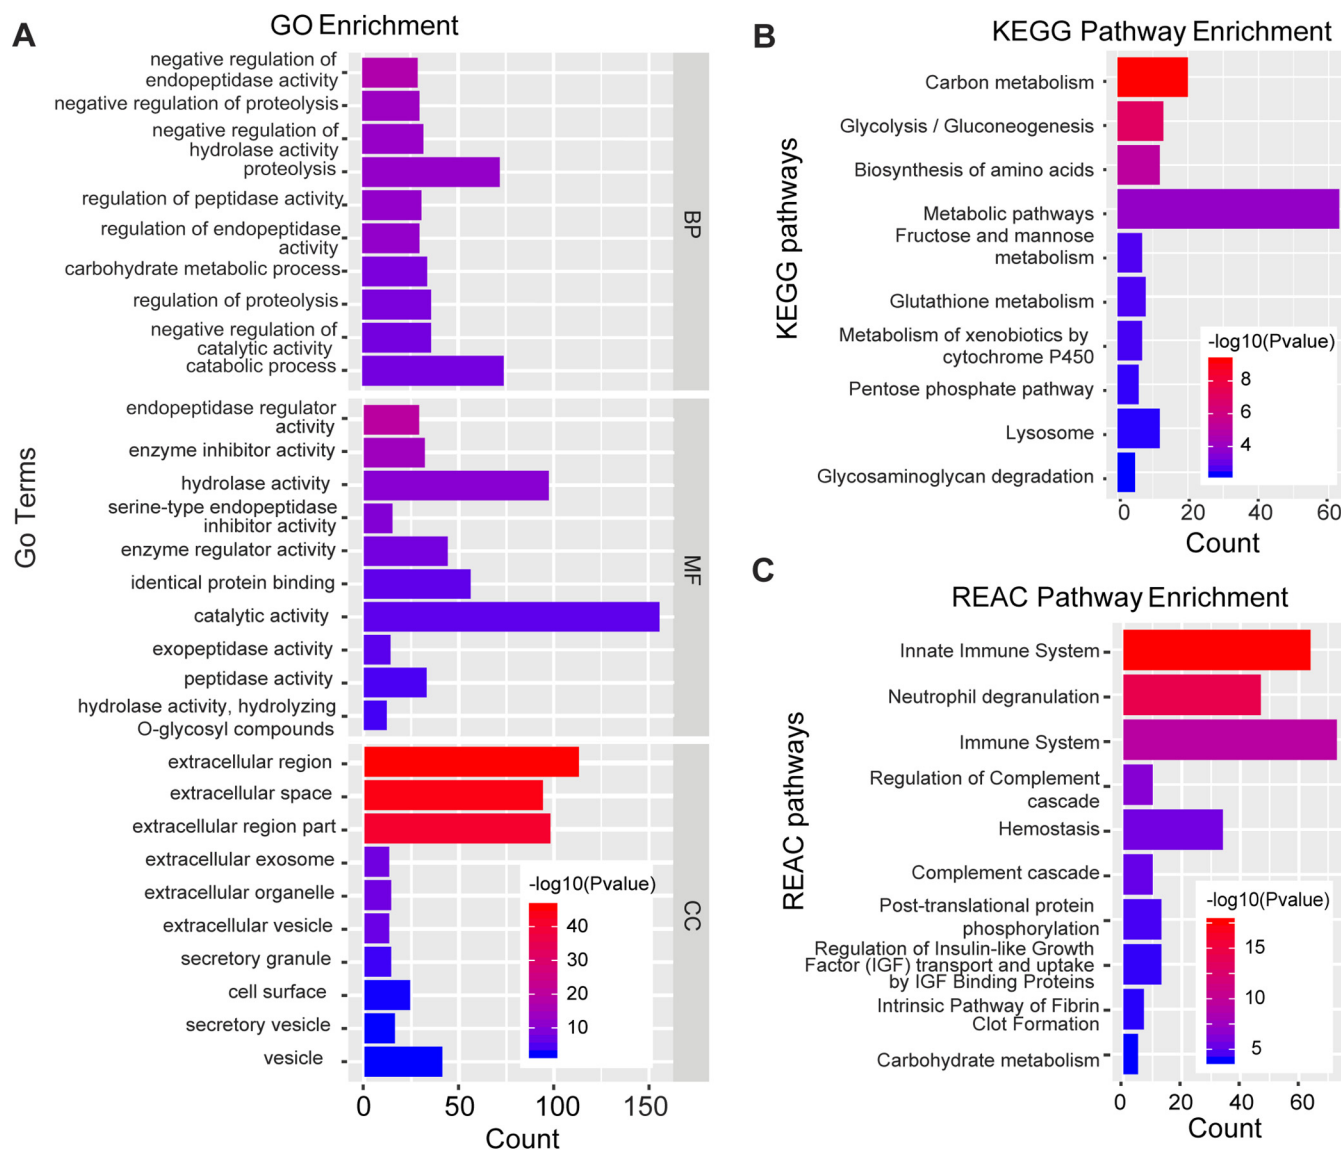 A
GO Enrichment
Go Terms
negative regulation of
endopeptidase activity
negative regulation of proteolysis
negative regulation of
hydrolase activity
proteolysis
regulation of peptidase activity
regulation of endopeptidase
activity
carbohydrate metabolic process
regulation of proteolysis
negative regulation of
catalytic activity
catabolic process
BP
endopeptidase regulator
activity
enzyme inhibitor activity
hydrolase activity
serine-type endopeptidase
inhibitor activity
enzyme regulator activity
identical protein binding
catalytic activity
exopeptidase activity
peptidase activity
hydrolase activity, hydrolyzing
O-glycosyl compounds
MF
extracellular region
extracellular space
extracellular region part
extracellular exosome
extracellular organelle
extracellular vesicle
secretory granule
cell surface
secretory vesicle
vesicle
CC
-log10(Pvalue)
40
30
20
10
0 50 100 150
Count
B
KEGG Pathway Enrichment
KEGG pathways
Carbon metabolism
Glycolysis / Gluconeogenesis
Biosynthesis of amino acids
Metabolic pathways
Fructose and mannose
metabolism
Glutathione metabolism
Metabolism of xenobiotics by
cytochrome P450
Pentose phosphate pathway
Lysosome
Glycosaminoglycan degradation
-log10(Pvalue)
8
6
4
0 20 40 60
Count
C
REAC Pathway Enrichment
REAC pathways
Innate Immune System
Neutrophil degranulation
Immune System
Regulation of Complement
cascade
Hemostasis
Complement cascade
Post-translational protein
phosphorylation
Regulation of Insulin-like Growth
Factor (IGF) transport and uptake
by IGF Binding Proteins
Intrinsic Pathway of Fibrin
Clot Formation
Carbohydrate metabolism
-log10(Pvalue)
15
10
5
0 20 40 60
Count